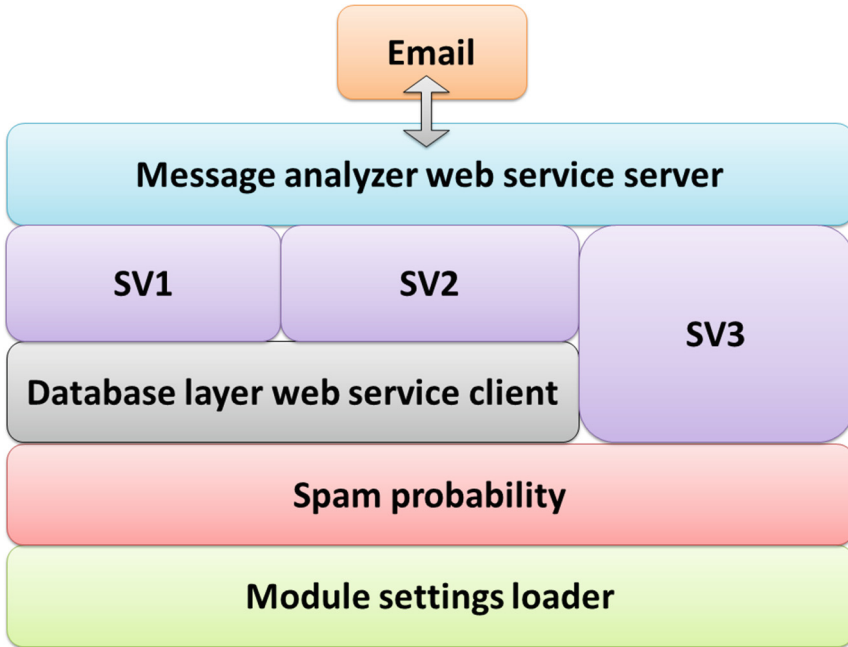 Email
Message analyzer web service server
SV1
SV2
SV3
Database layer web service client
Spam probability
Module settings loader